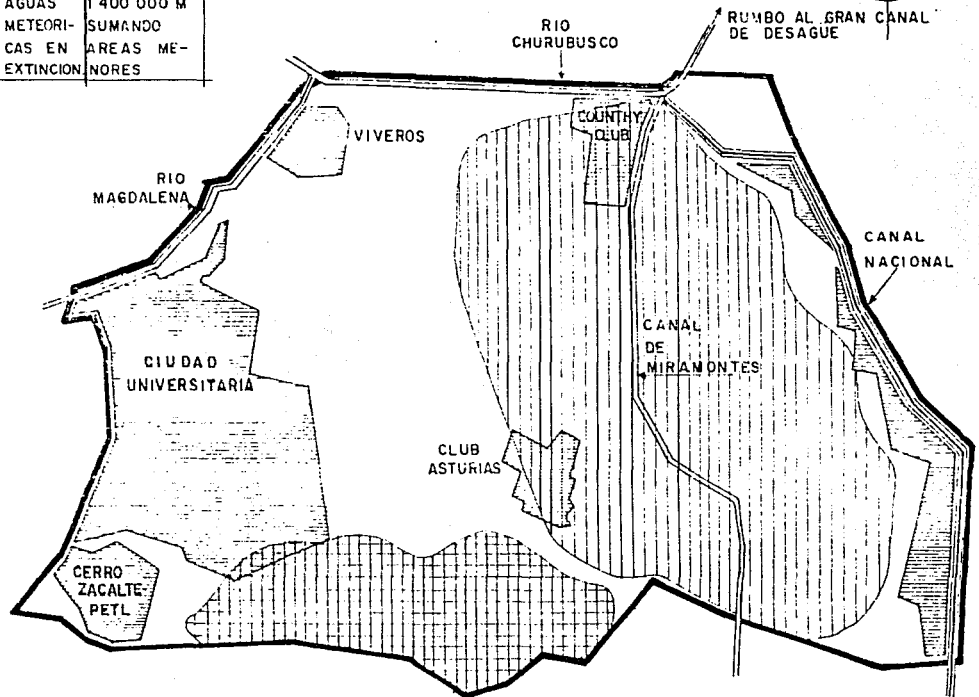 AGUAS 1 400 000 M
METEORI- SUMANDO
CAS EN AREAS ME-
EXTINCION NORES
RIO
CHURUBUSCO
RUMBO AL GRAN CANAL
DE DESAGUE
COUNTRY
CLUB
VIVEROS
RIO
MAGDALENA
CANAL
NACIONAL
CANAL
DE
MIRAMONTES
CIUDAD
UNIVERSITARIA
CLUB
ASTURIAS
CERRO
ZACALTE-
PETL